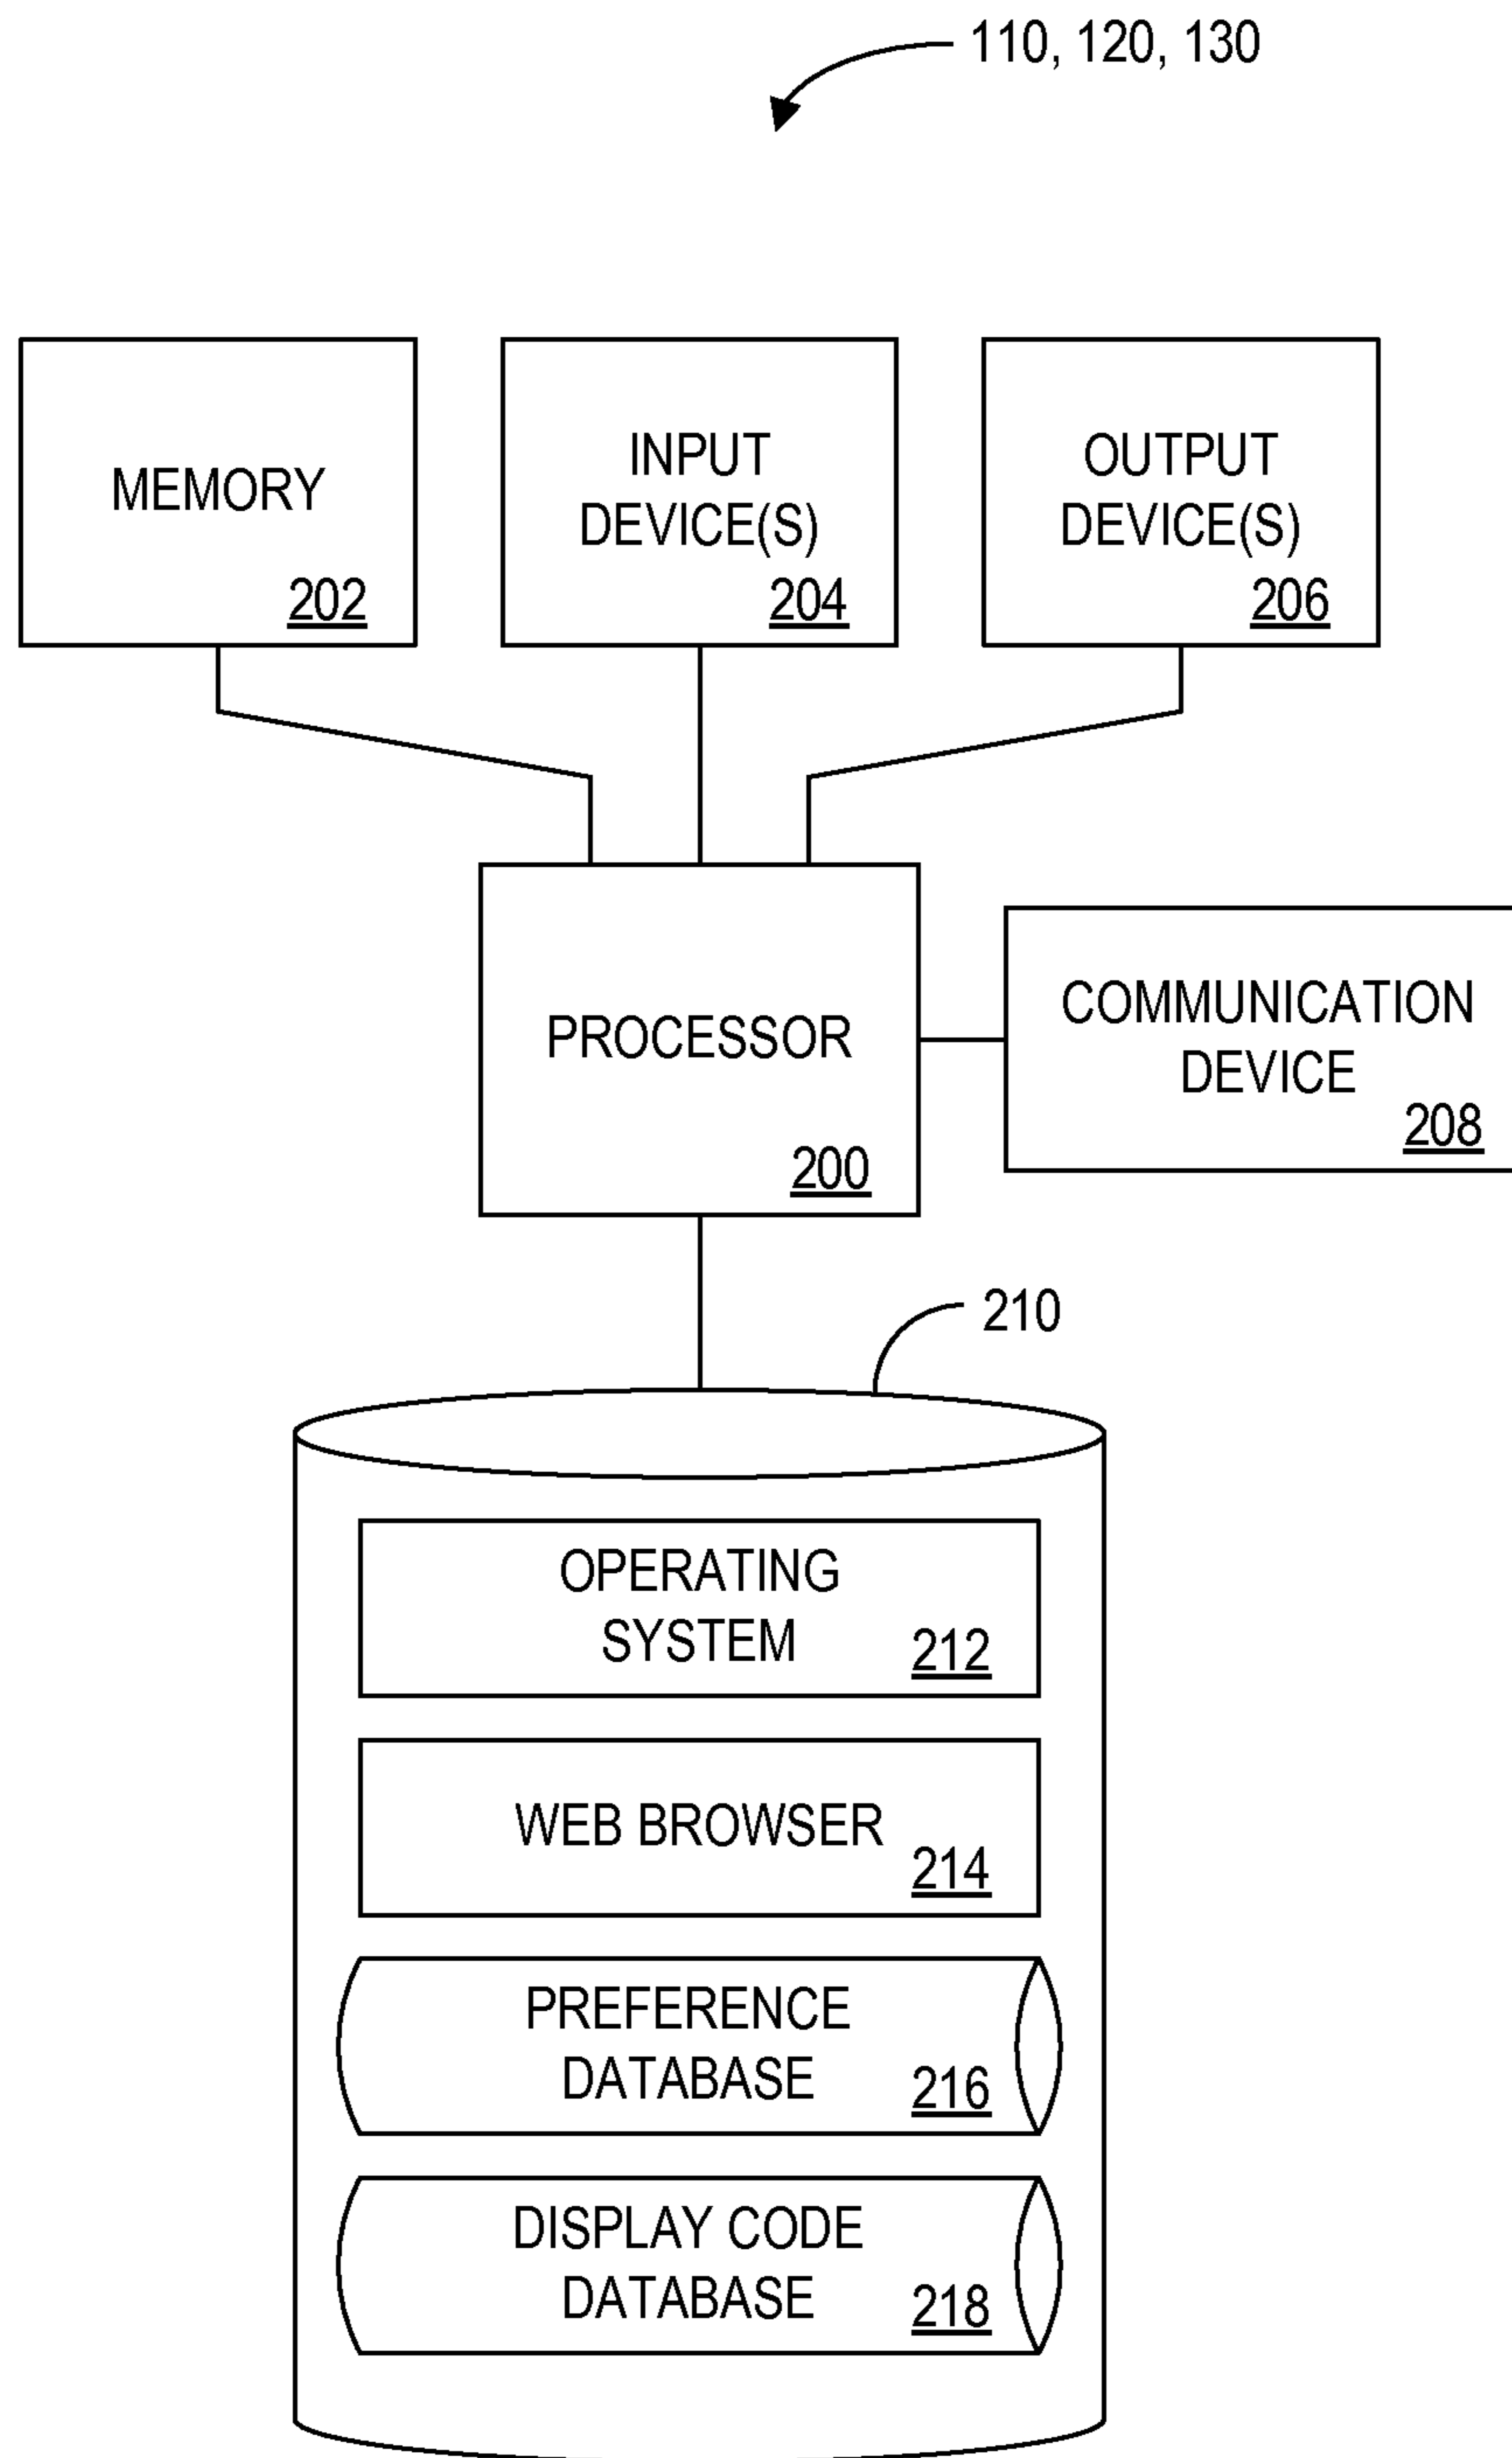 110, 120, 130
MEMORY
202
INPUT
DEVICE(S)
204
OUTPUT
DEVICE(S)
206
PROCESSOR
200
COMMUNICATION
DEVICE
208
210
OPERATING
SYSTEM
212
WEB BROWSER
214
PREFERENCE
DATABASE
216
DISPLAY CODE
DATABASE
218